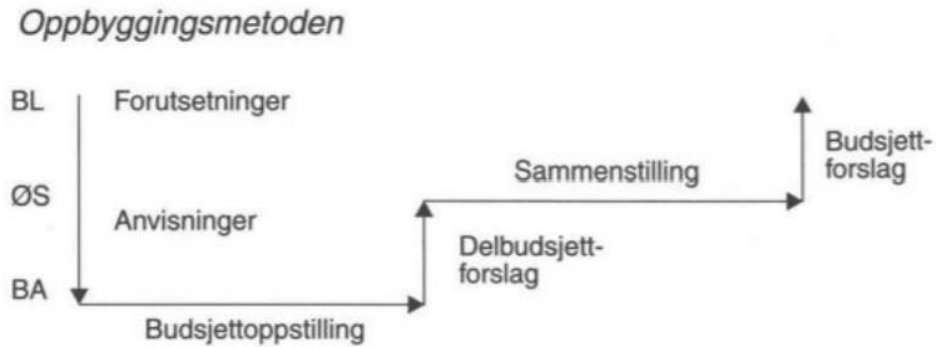 Oppbyggingsmetoden
BL
Forutsetninger
Budsjett-
forslag
Sammenstilling
ØS
Anvisninger
Delbudsjett-
forslag
BA
Budsjettoppstilling